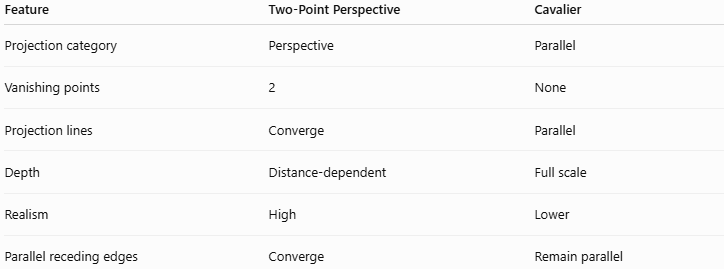 Feature Two-Point Perspective Cavalier
Projection category Perspective Parallel
Vanishing points 2 None
Projection lines Converge Parallel
Depth Distance-dependent Full scale
Realism High Lower
Parallel receding edges Converge Remain parallel